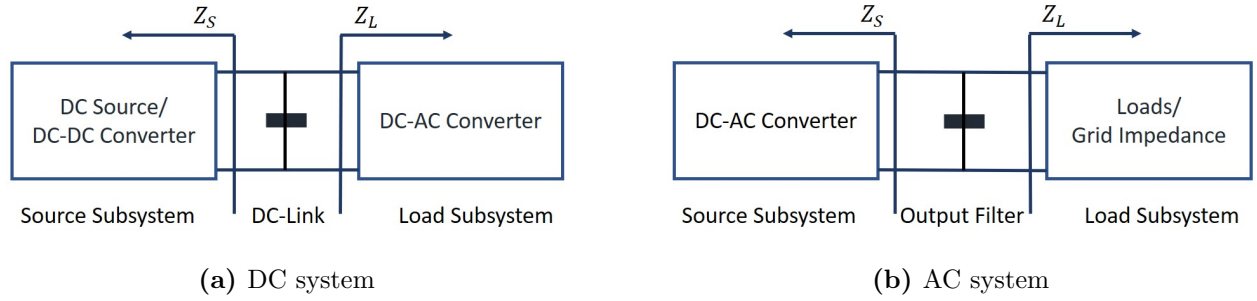 Z_S
Z_L
DC Source/
DC-DC Converter
DC-AC Converter
Source Subsystem
DC-Link
Load Subsystem
(a) DC system
Z_S
Z_L
DC-AC Converter
Loads/
Grid Impedance
Source Subsystem
Output Filter
Load Subsystem
(b) AC system